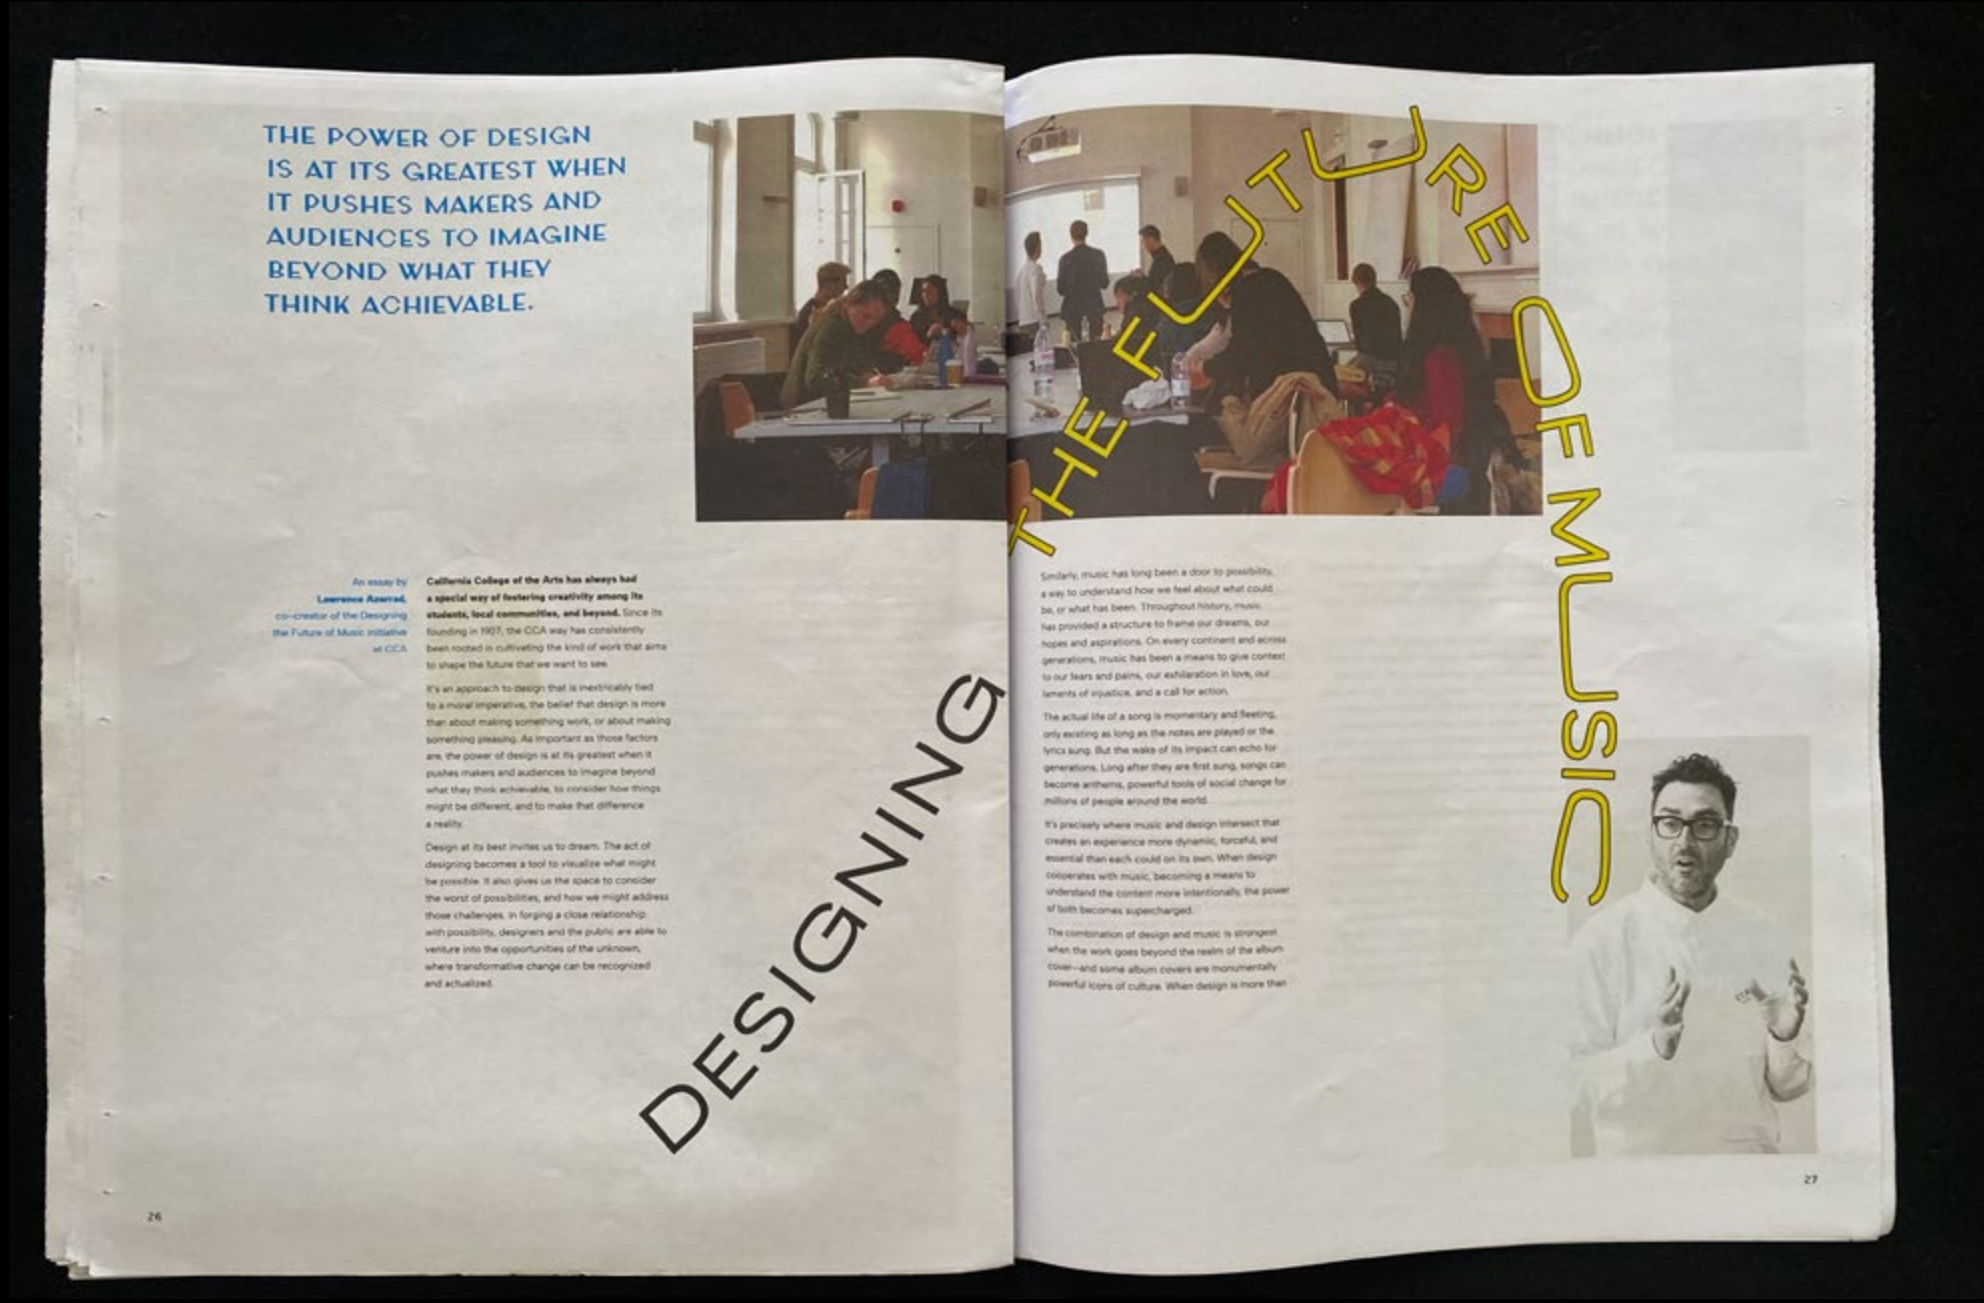 THE POWER OF DESIGN
IS AT ITS GREATEST WHEN
IT PUSHES MAKERS AND
AUDIENCES TO IMAGINE
BEYOND WHAT THEY
THINK ACHIEVABLE.
An essay by
Lawrence Azerrad,
co-creator of the Designing
the Future of Music initiative
at CCA
California College of the Arts has always had
a special way of fostering creativity among its
students, local communities, and beyond. Since its
founding in 1907, the CCA way has consistently
been rooted in cultivating the kind of work that aims
to shape the future that we want to see.
It's an approach to design that is inextricably tied
to a moral imperative, the belief that design is more
than about making something work, or about making
something pleasing. As important as those factors
are, the power of design is at its greatest when it
pushes makers and audiences to imagine beyond
what they think achievable, to consider how things
might be different, and to make that difference
a reality.
Design at its best invites us to dream. The act of
designing becomes a tool to visualize what might
be possible. It also gives us the space to consider
the worst of possibilities, and how we might address
those challenges. In forging a close relationship
with possibility, designers and the public are able to
venture into the opportunities of the unknown,
where transformative change can be recognized
and actualized.
DESIGNING
THE FUTURE OF MUSIC
Similarly, music has long been a door to possibility,
a way to understand how we feel about what could
be, or what has been. Throughout history, music
has provided a structure to frame our dreams, our
hopes and aspirations. On every continent and across
generations, music has been a means to give context
to our fears and pains, our exhilaration in love, our
laments of injustice, and a call for action.
The actual life of a song is momentary and fleeting,
only existing as long as the notes are played or the
lyrics sung. But the wake of its impact can echo for
generations. Long after they are first sung, songs can
become anthems, powerful tools of social change for
millions of people around the world.
It's precisely where music and design intersect that
creates an experience more dynamic, forceful, and
essential than each could on its own. When design
cooperates with music, becoming a means to
understand the content more intentionally, the power
of both becomes supercharged.
The combination of design and music is strongest
when the work goes beyond the realm of the album
cover—and some album covers are monumentally
powerful icons of culture. When design is more than
26
27